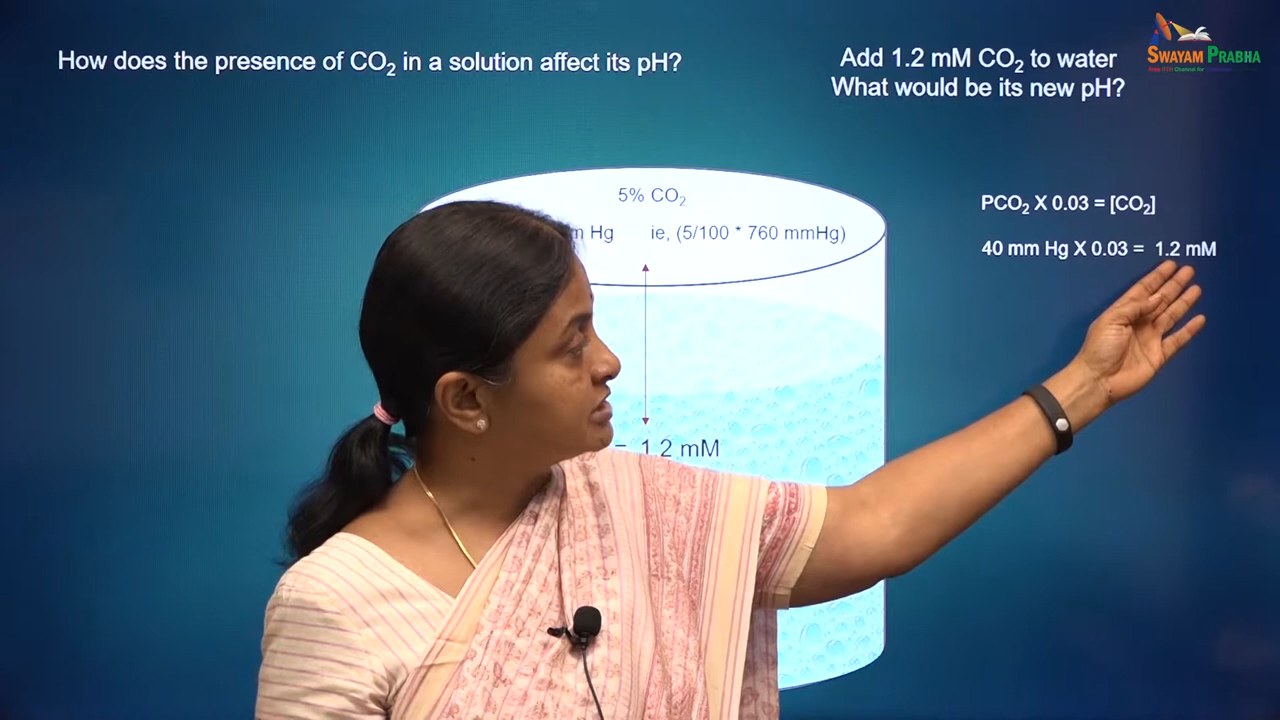 How does the presence of CO₂ in a solution affect its pH?
Add 1.2 mM CO₂ to water
What would be its new pH?
SWAYAM PRABHA
5% CO₂
Hg ie, (5/100 * 760 mmHg)
PCO₂ X 0.03 = [CO₂]
40 mm Hg X 0.03 = 1.2 mM
= 1.2 mM